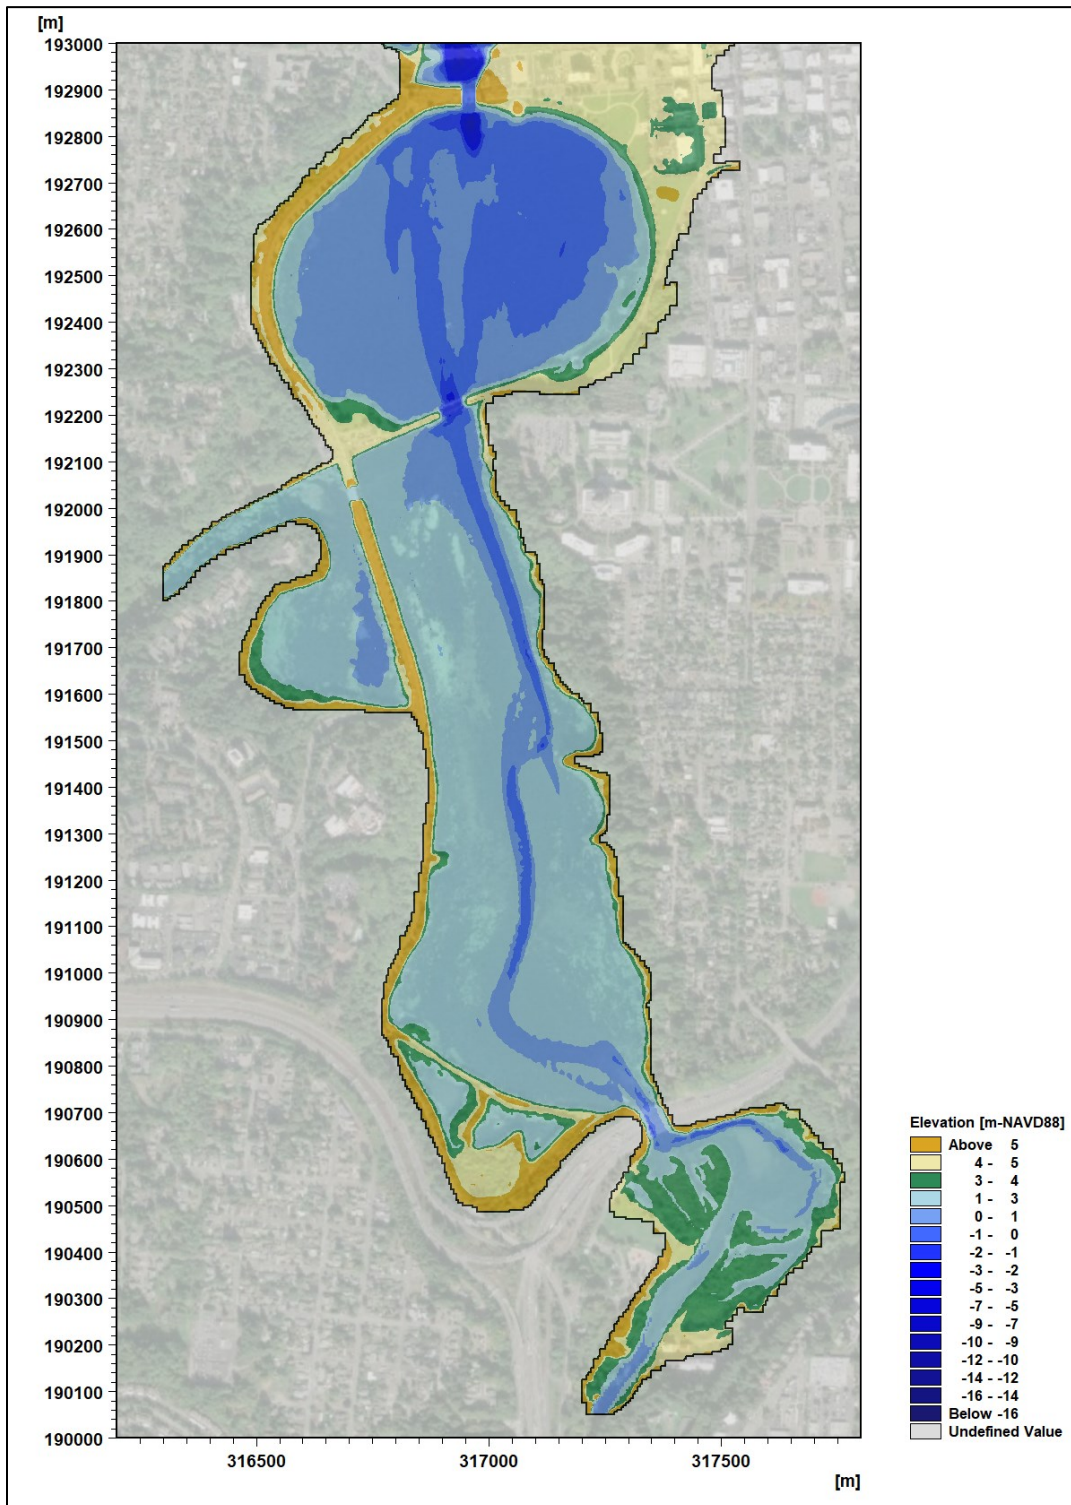 [m]
193000
192900
192800
192700
192600
192500
192400
192300
192200
192100
192000
191900
191800
191700
191600
191500
191400
191300
191200
191100
191000
190900
190800
190700
190600
190500
190400
190300
190200
190100
190000
316500 317000 317500
[m]
Elevation [m-NAVD88]
Above 5
4 - 5
3 - 4
1 - 3
0 - 1
-1 - 0
-2 - -1
-3 - -2
-5 - -3
-7 - -5
-9 - -7
-10 - -9
-12 - -10
-14 - -12
-16 - -14
Below -16
Undefined Value